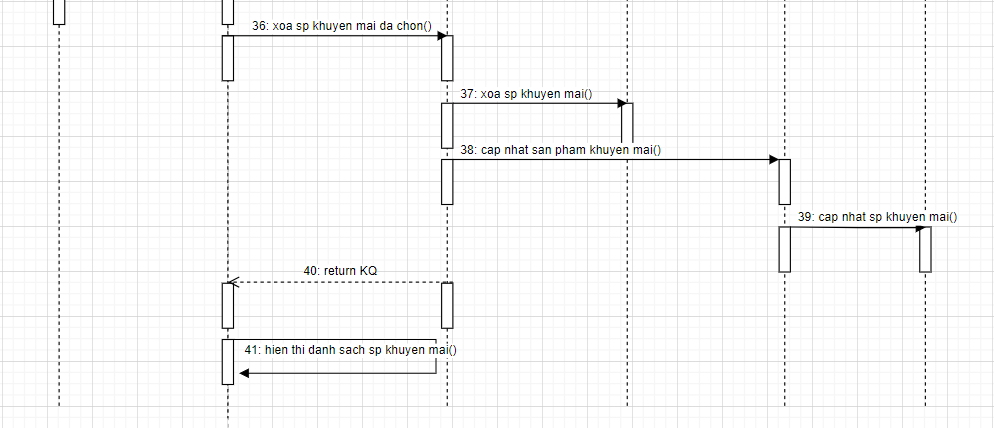 36: xoa sp khuyen mai da chon()
37: xoa sp khuyen mai()
38: cap nhat san pham khuyen mai()
39: cap nhat sp khuyen mai()
40: return KQ
41: hien thi danh sach sp khuyen mai()